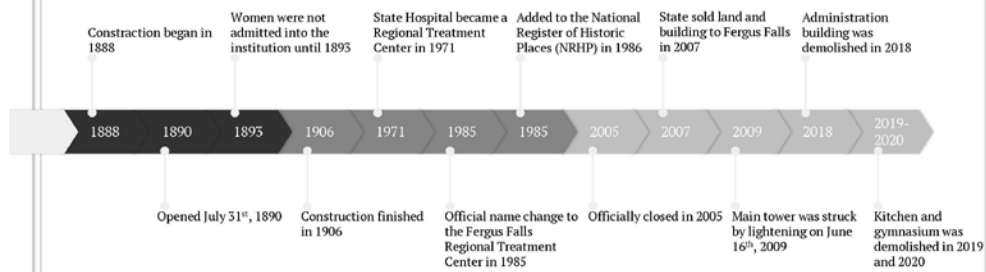 Constraction began in
1888
Women were not
admitted into the
institution until 1893
State Hospital became a
Regional Treatment
Center in 1971
Added to the National
Register of Historic
Places (NRHP) in 1986
State sold land and
building to Fergus Falls
in 2007
Administration
building was
demolished in 2018
1888
1890
1893
1906
1971
1985
1985
2005
2007
2009
2018
2019-
2020
Opened July 31st, 1890
Construction finished
in 1906
Official name change to
the Fergus Falls
Regional Treatment
Center in 1985
Officially closed in 2005
Main tower was struck
by lightening on June
16th, 2009
Kitchen and
gymnasium was
demolished in 2019
and 2020